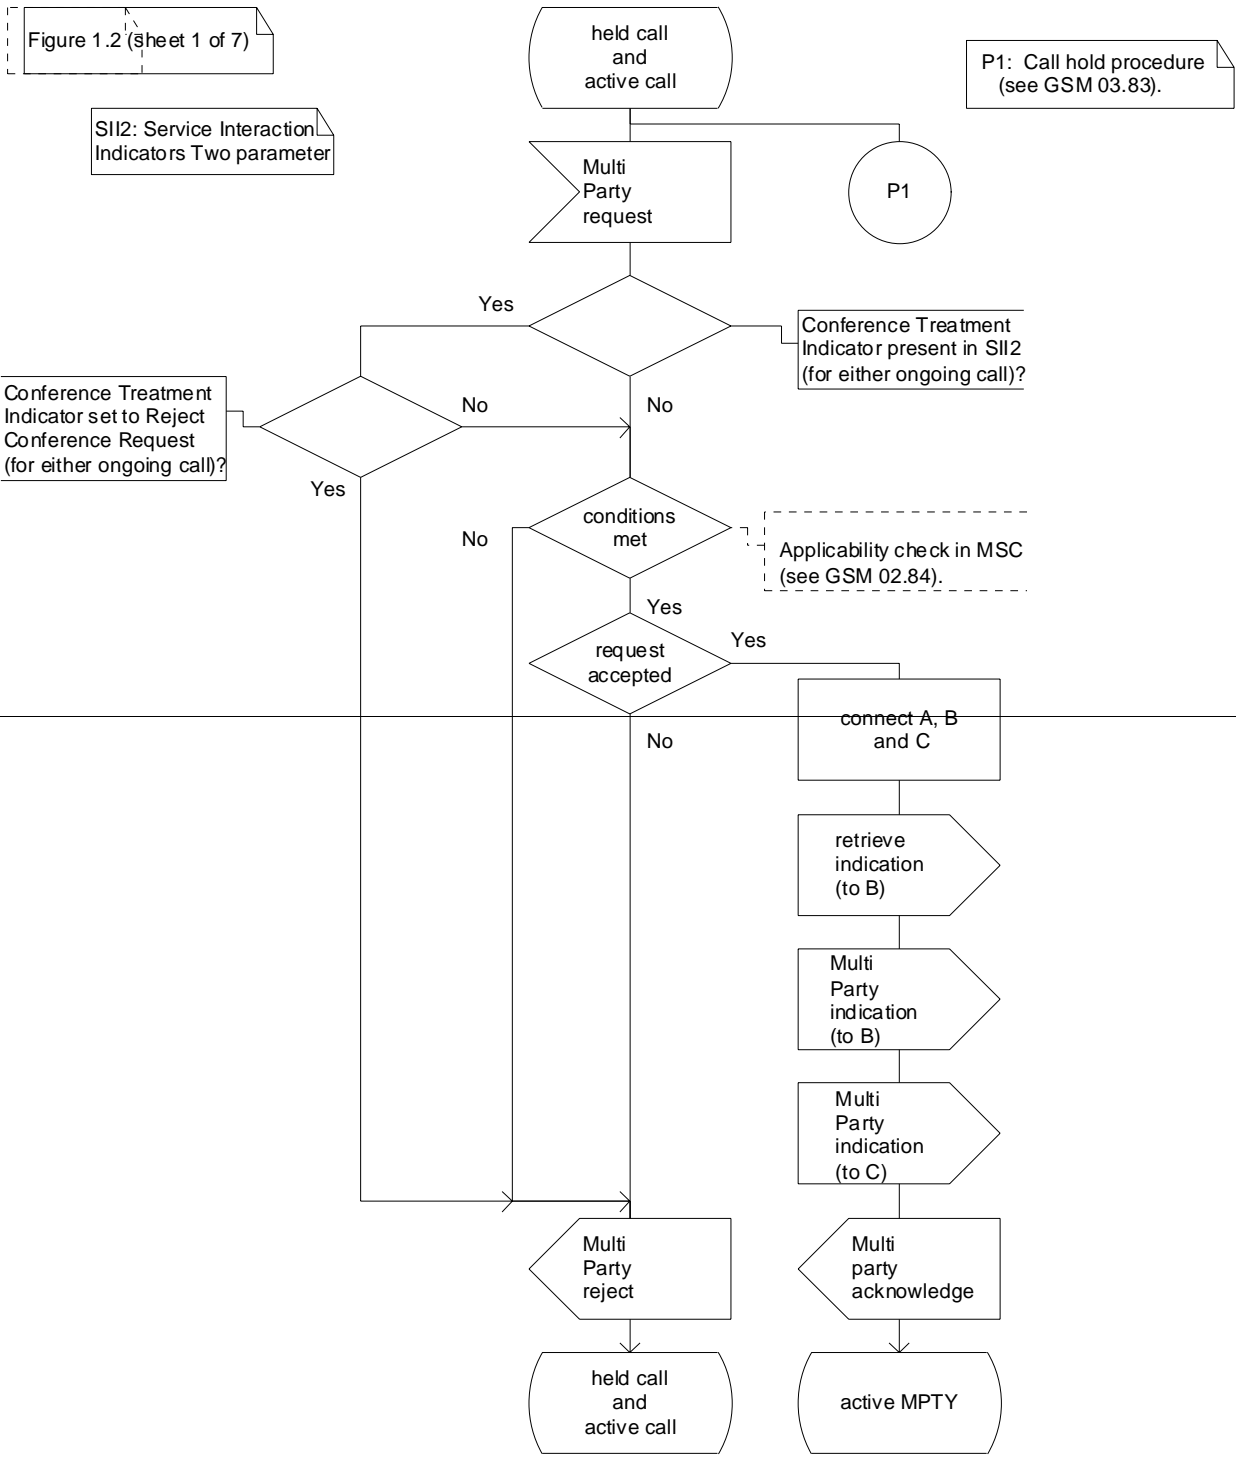 Figure 1.2 (sheet 1 of 7)
held call
and
active call
P1: Call hold procedure
(see GSM 03.83).
SII2: Service Interaction
Indicators Two parameter
Multi
Party
request
P1
Yes
Conference Treatment
Indicator present in SII2
(for either ongoing call)?
Conference Treatment
Indicator set to Reject
Conference Request
(for either ongoing call)?
No
No
Yes
conditions
met
No
Applicability check in MSC
(see GSM 02.84).
Yes
request
accepted
Yes
No
connect A, B
and C
retrieve
indication
(to B)
Multi
Party
indication
(to B)
Multi
Party
indication
(to C)
Multi
Party
reject
Multi
party
acknowledge
held call
and
active call
active MPTY